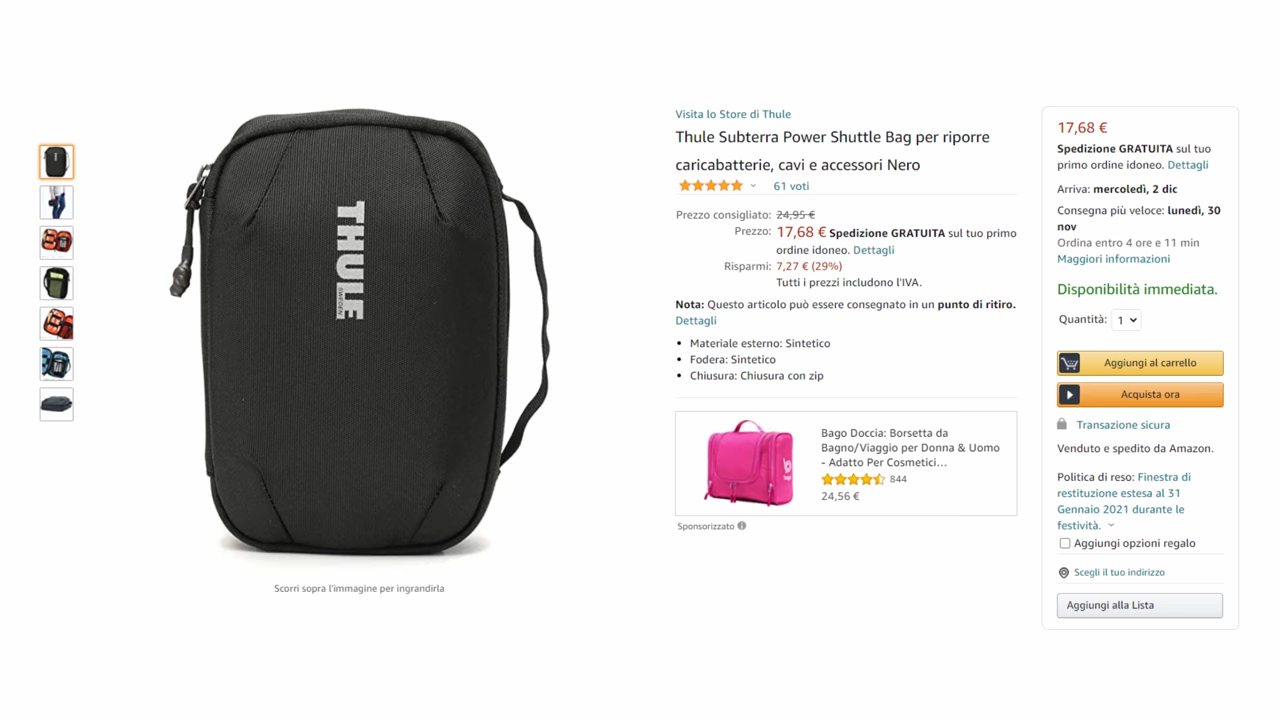 THULE
SWEDEN
Scorri sopra l'immagine per ingrandirla
Visita lo Store di Thule
Thule Subterra Power Shuttle Bag per riporre
caricabatterie, cavi e accessori Nero
61 voti
Prezzo consigliato: 24,95 €
Prezzo: 17,68 € Spedizione GRATUITA sul tuo primo
ordine idoneo. Dettagli
Risparmi: 7,27 € (29%)
Tutti i prezzi includono l'IVA.
Nota: Questo articolo può essere consegnato in un punto di ritiro.
Dettagli
• Materiale esterno: Sintetico
• Fodera: Sintetico
• Chiusura: Chiusura con zip
Bago Doccia: Borsetta da
Bagno/Viaggio per Donna & Uomo
- Adatto Per Cosmetici…
844
24,56 €
Sponsorizzato
17,68 €
Spedizione GRATUITA sul tuo
primo ordine idoneo. Dettagli
Arriva: mercoledì, 2 dic
Consegna più veloce: lunedì, 30
nov
Ordina entro 4 ore e 11 min
Maggiori informazioni
Disponibilità immediata.
Quantità: 1
Aggiungi al carrello
Acquista ora
Transazione sicura
Venduto e spedito da Amazon.
Politica di reso: Finestra di
restituzione estesa al 31
Gennaio 2021 durante le
festività.
Aggiungi opzioni regalo
Scegli il tuo indirizzo
Aggiungi alla Lista